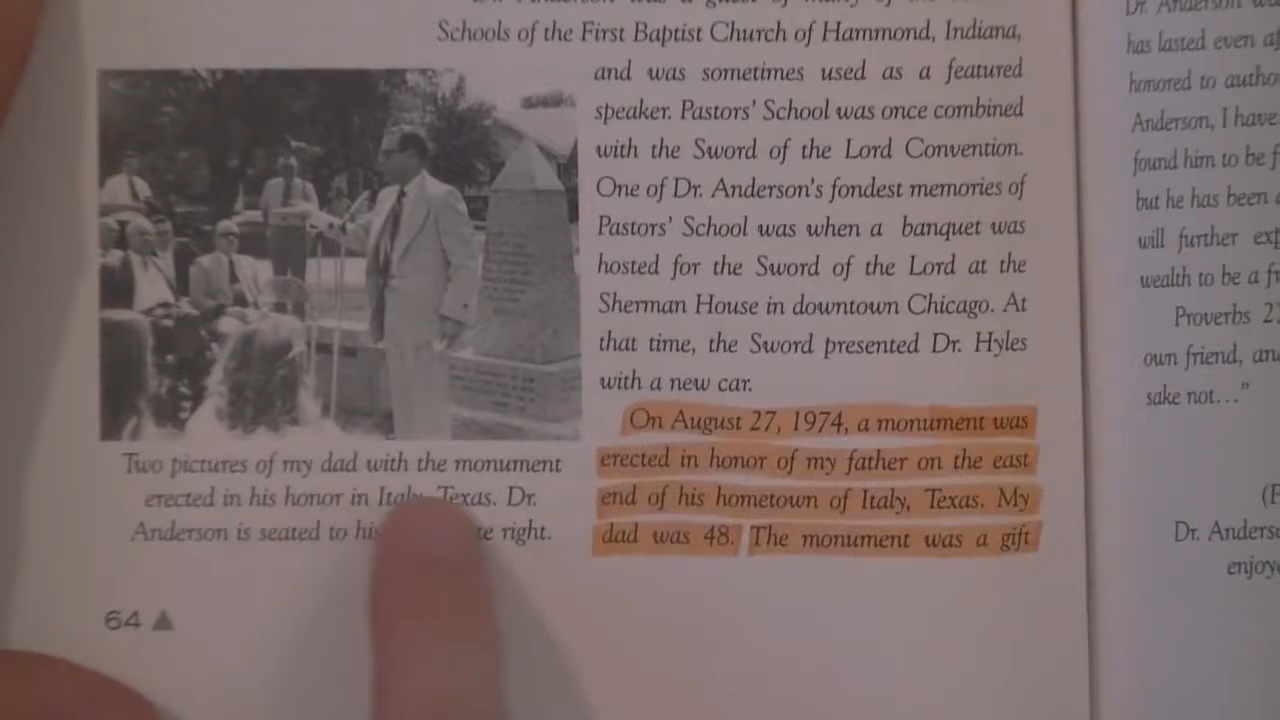 Schools of the First Baptist Church of Hammond, Indiana,
and was sometimes used as a featured
speaker. Pastors' School was once combined
with the Sword of the Lord Convention.
One of Dr. Anderson's fondest memories of
Pastors' School was when a banquet was
hosted for the Sword of the Lord at the
Sherman House in downtown Chicago. At
that time, the Sword presented Dr. Hyles
with a new car.
On August 27, 1974, a monument was
erected in honor of my father on the east
end of his hometown of Italy, Texas. My
dad was 48. The monument was a gift
Two pictures of my dad with the monument
erected in his honor in Italy, Texas. Dr.
Anderson is seated to his right.
64
Dr. Anderson
has lasted even
honored to
Anderson, I have
found him to be
but he has been
will further
wealth to be a
Proverbs
own friend,
sake not…"
Dr.